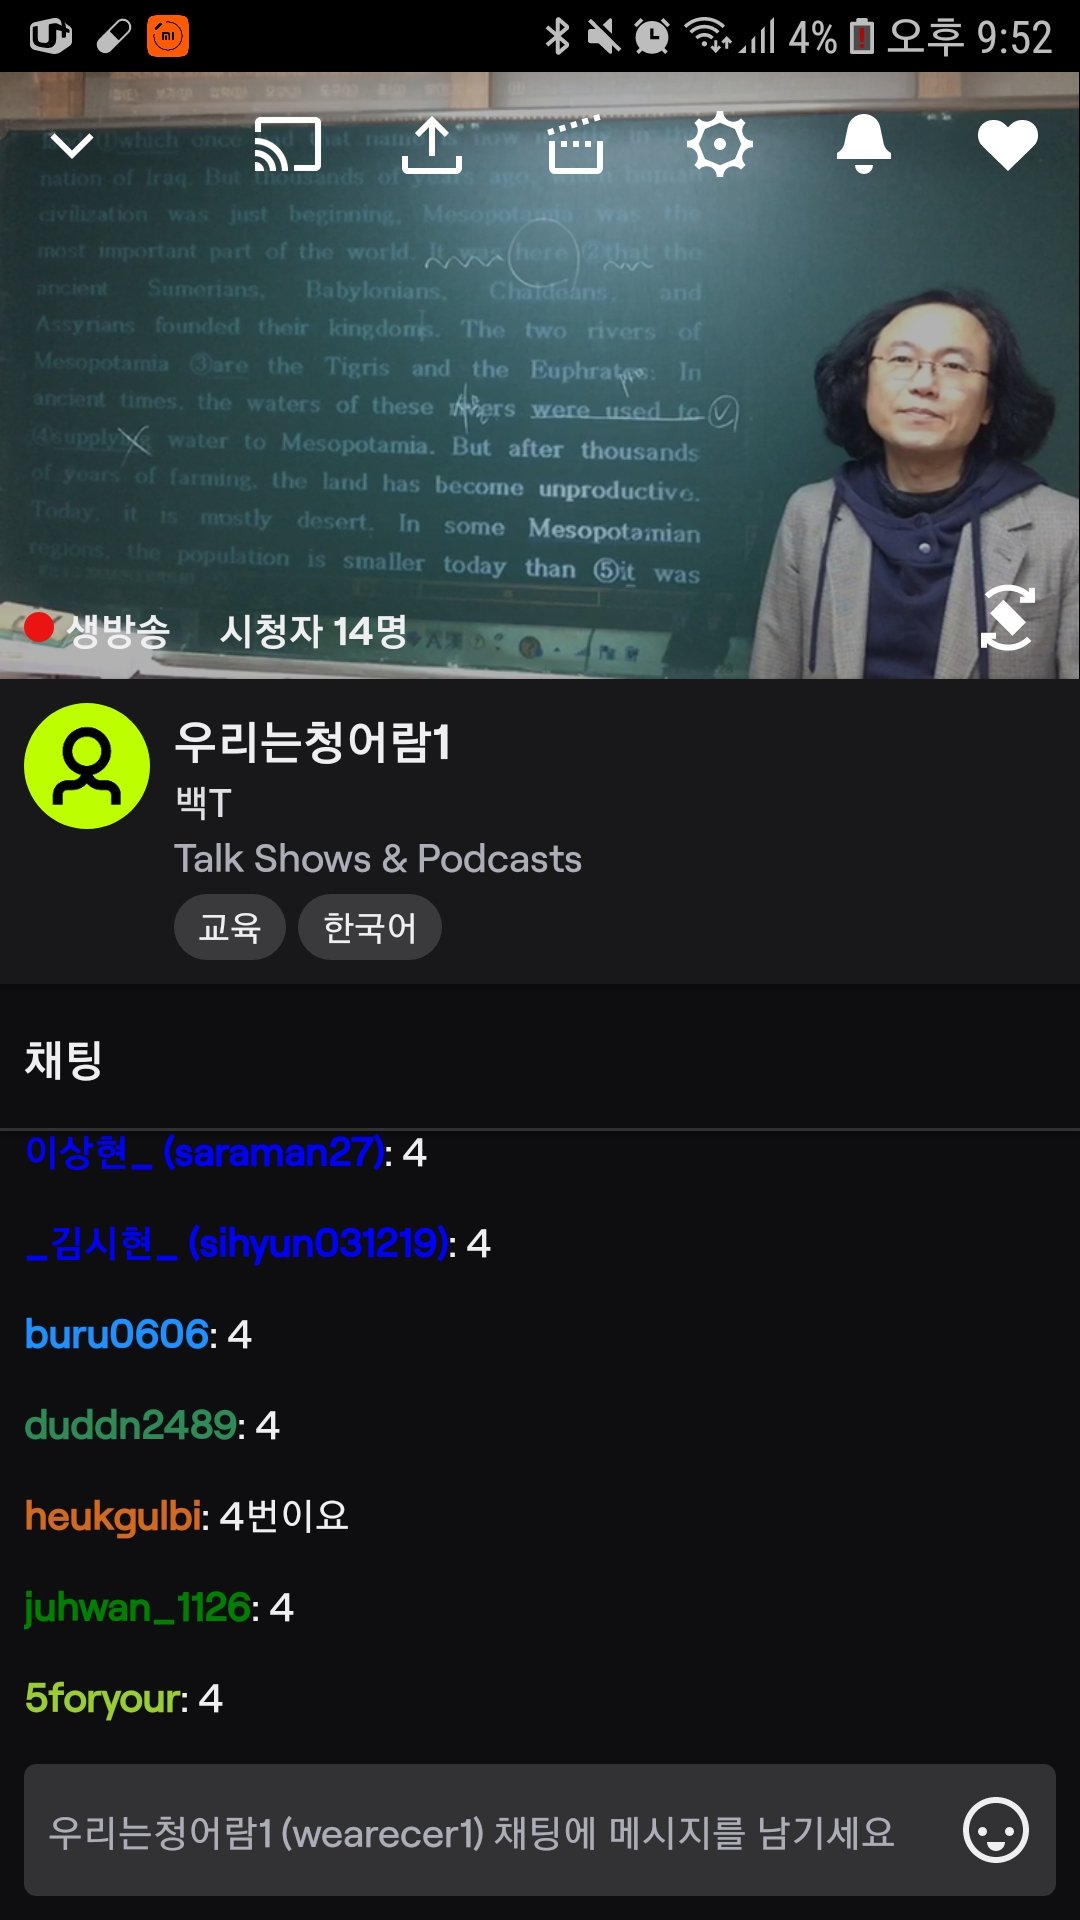 4% 오후 9:52
①which once had that name is now mostly in the
nation of Iraq. But thousands of years ago, when human
civilization was just beginning, Mesopotamia was the
most important part of the world. It was here ②that the
ancient Sumerians, Babylonians, Chaldeans, and
Assyrians founded their kingdoms. The two rivers of
Mesopotamia ③are the Tigris and the Euphrates: In
ancient times, the waters of these rivers were used to
④supplying water to Mesopotamia. But after thousands
of years of farming, the land has become unproductive.
Today, it is mostly desert. In some Mesopotamian
regions, the population is smaller today than ⑤it was
생방송 시청자 14명
우리는청어람1
백T
Talk Shows & Podcasts
교육 한국어
채팅
이상현_ (saraman27): 4
_김시현_ (sihyun031219): 4
buru0606: 4
duddn2489: 4
heukgulbi: 4번이요
juhwan_1126: 4
5foryour: 4
우리는청어람1 (wearecer1) 채팅에 메시지를 남기세요